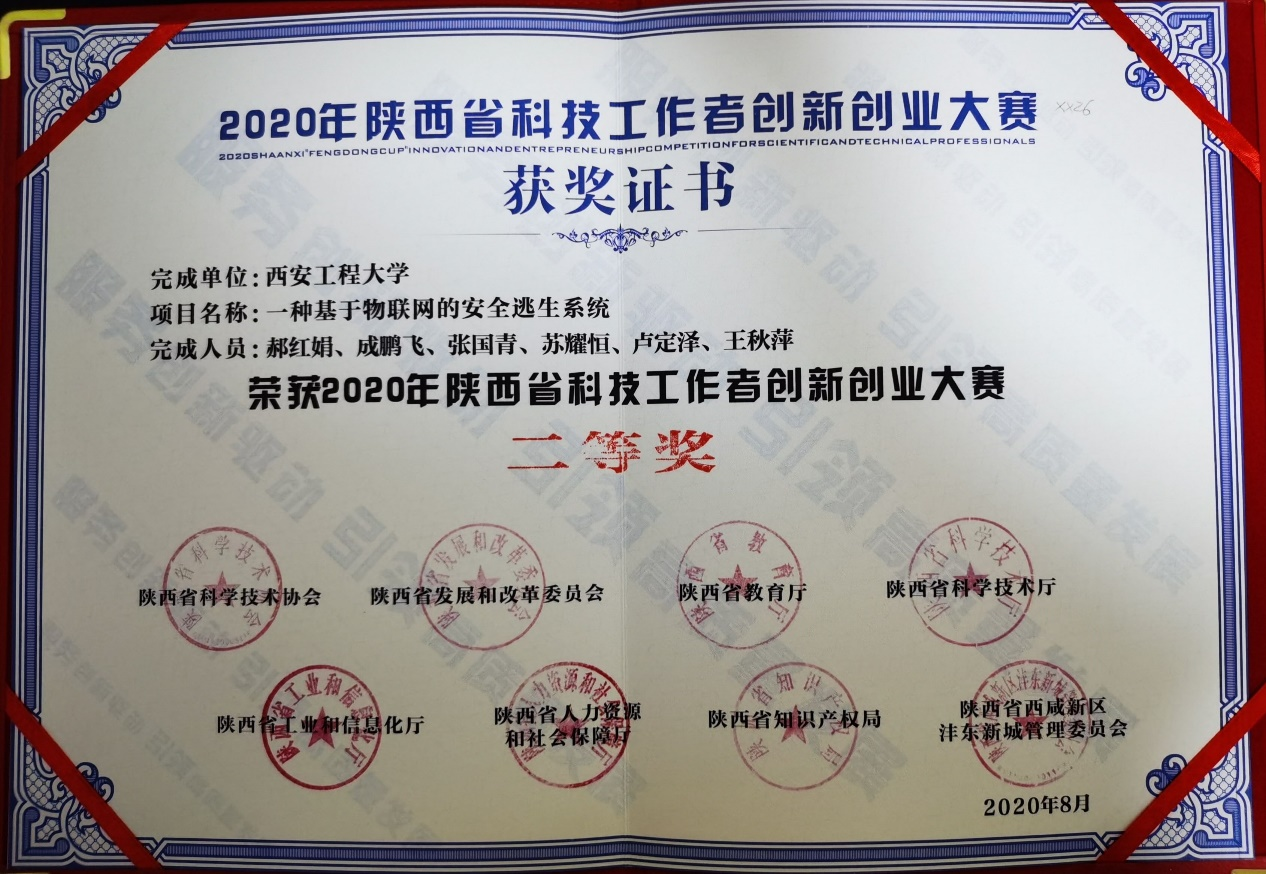 2020年陕西省科技工作者创新创业大赛
XX26
2020SHAANXI"FENGDONGCUP"INNOVATIONANDENTREPRENEURSHIPCOMPETITIONFORSCIENTIFICANDTECHNICALPROFESSIONALS
获奖证书
完成单位：西安工程大学
项目名称：一种基于物联网的安全逃生系统
完成人员：郝红娟、成鹏飞、张国青、苏耀恒、卢定泽、王秋萍
荣获2020年陕西省科技工作者创新创业大赛
二等奖
陕西省科学技术协会
陕西省发展和改革委员会
陕西省教育厅
陕西省科学技术厅
陕西省工业和信息化厅
陕西省人力资源
和社会保障厅
陕西省知识产权局
陕西省西咸新区
沣东新城管理委员会
2020年8月